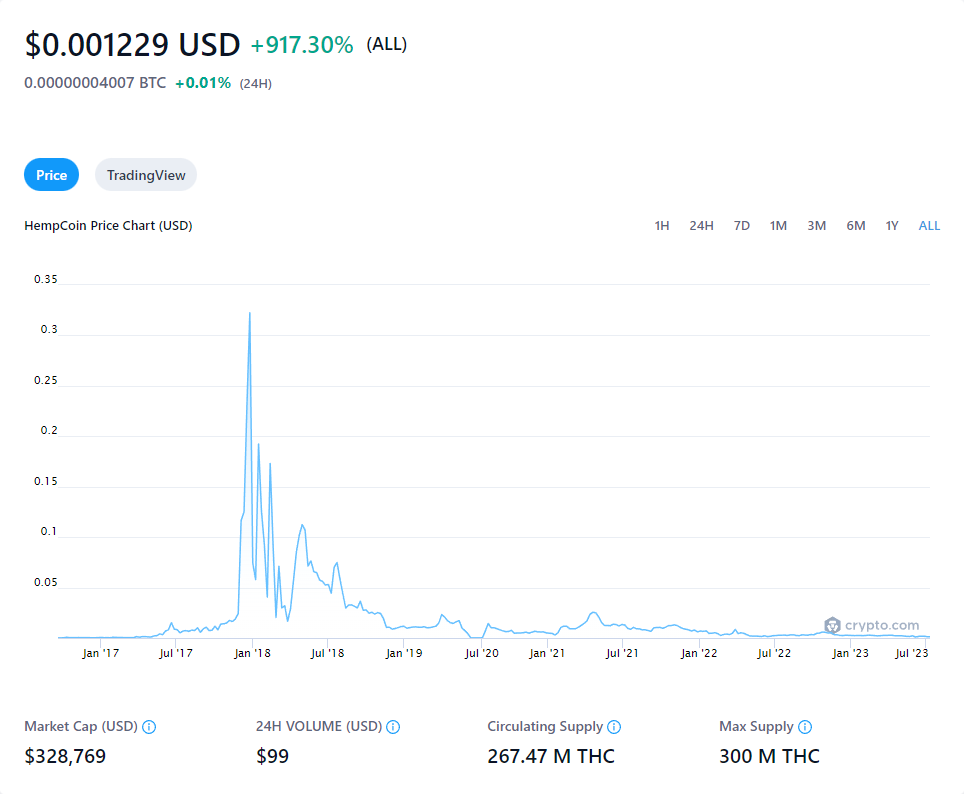 $0.001229 USD +917.30% (ALL)
0.00000004007 BTC +0.01% (24H)
Price TradingView
HempCoin Price Chart (USD) 1H 24H 7D 1M 3M 6M 1Y ALL
0.35
0.3
0.25
0.2
0.15
0.1
0.05
crypto.com
Jan '17 Jul '17 Jan '18 Jul '18 Jan '19 Jul '20 Jan '21 Jul '21 Jan '22 Jul '22 Jan '23 Jul '23
Market Cap (USD) 24H VOLUME (USD) Circulating Supply Max Supply
$328,769 $99 267.47 M THC 300 M THC